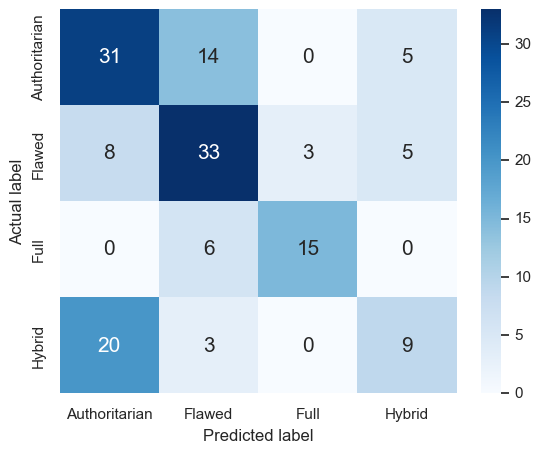 Actual label
Authoritarian
31 14 0 5
Flawed
8 33 3 5
Full
0 6 15 0
Hybrid
20 3 0 9
Authoritarian Flawed Full Hybrid
Predicted label
30
25
20
15
10
5
0